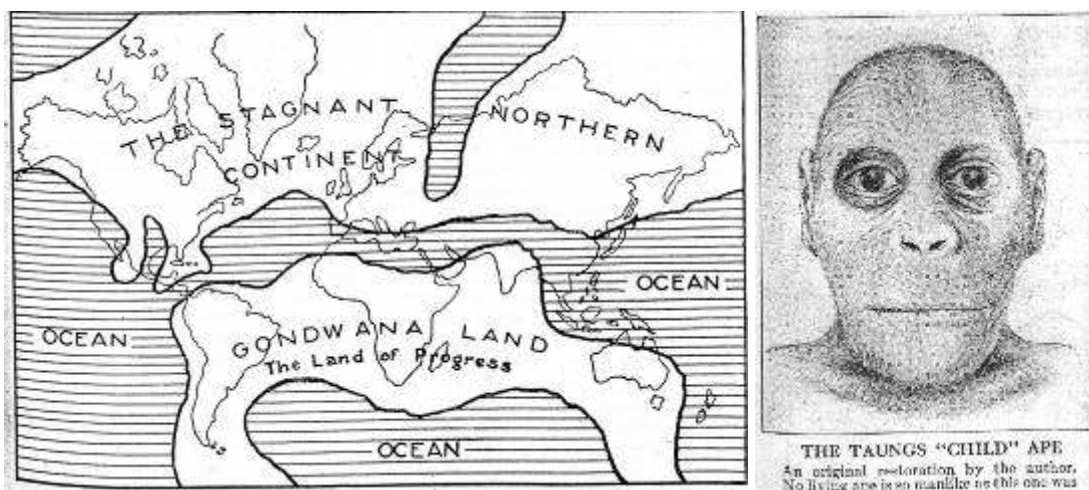 THE STAGNANT
NORTHERN
CONTINENT
OCEAN
OCEAN
GONDWANA LAND
The Land of Progress
OCEAN
THE TAUNGS "CHILD" APE
An original restoration by the author.
No living ape is so manlike as this one was